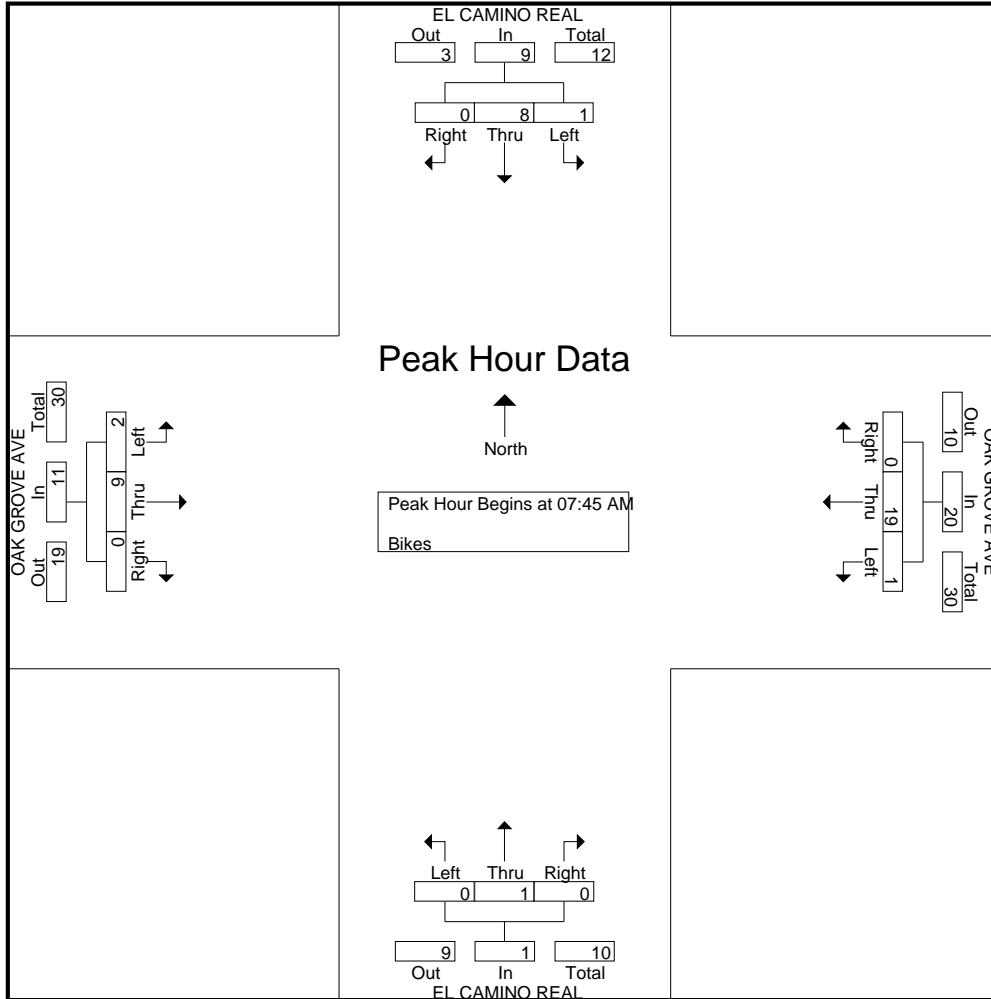 EL CAMINO REAL
Out In Total
3 9 12
0 8 1
Right Thru Left
Peak Hour Data
North
Peak Hour Begins at 07:45 AM
Bikes
OAK GROVE AVE
Out In Total
19 11 30
2 9 0
Left Thru Right
OAK GROVE AVE
Out In Total
10 20 30
0 19 1
Right Thru Left
Left Thru Right
0 1 0
9 1 10
Out In Total
EL CAMINO REAL